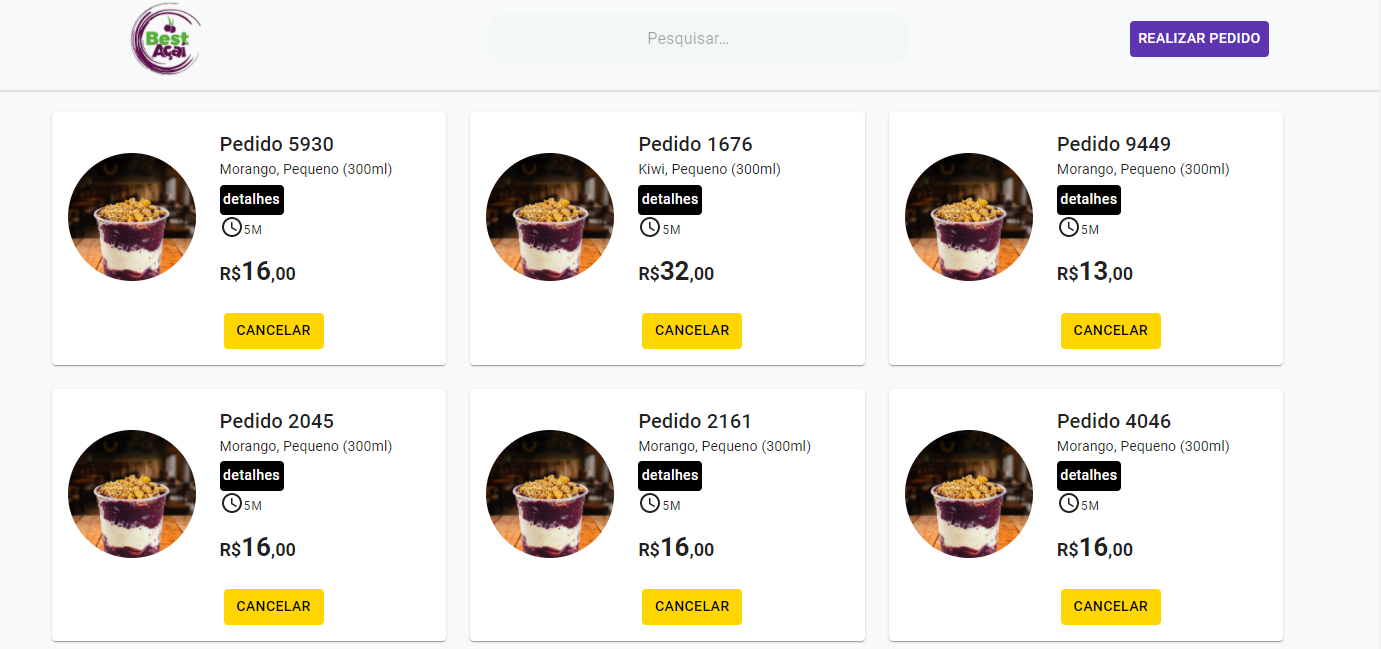 Best
Açaí
Pesquisar...
REALIZAR PEDIDO
Pedido 5930
Morango, Pequeno (300ml)
detalhes
5M
R$16,00
CANCELAR
Pedido 1676
Kiwi, Pequeno (300ml)
detalhes
5M
R$32,00
CANCELAR
Pedido 9449
Morango, Pequeno (300ml)
detalhes
5M
R$13,00
CANCELAR
Pedido 2045
Morango, Pequeno (300ml)
detalhes
5M
R$16,00
CANCELAR
Pedido 2161
Morango, Pequeno (300ml)
detalhes
5M
R$16,00
CANCELAR
Pedido 4046
Morango, Pequeno (300ml)
detalhes
5M
R$16,00
CANCELAR